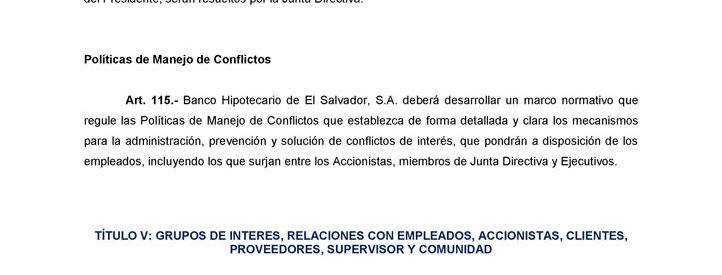 del Presidente, serán resueltos por la Junta Directiva.
Políticas de Manejo de Conflictos
Art. 115.- Banco Hipotecario de El Salvador, S.A. deberá desarrollar un marco normativo que
regule las Políticas de Manejo de Conflictos que establezca de forma detallada y clara los mecanismos
para la administración, prevención y solución de conflictos de interés, que pondrán a disposición de los
empleados, incluyendo los que surjan entre los Accionistas, miembros de Junta Directiva y Ejecutivos.
TÍTULO V: GRUPOS DE INTERES, RELACIONES CON EMPLEADOS, ACCIONISTAS, CLIENTES,
PROVEEDORES, SUPERVISOR Y COMUNIDAD